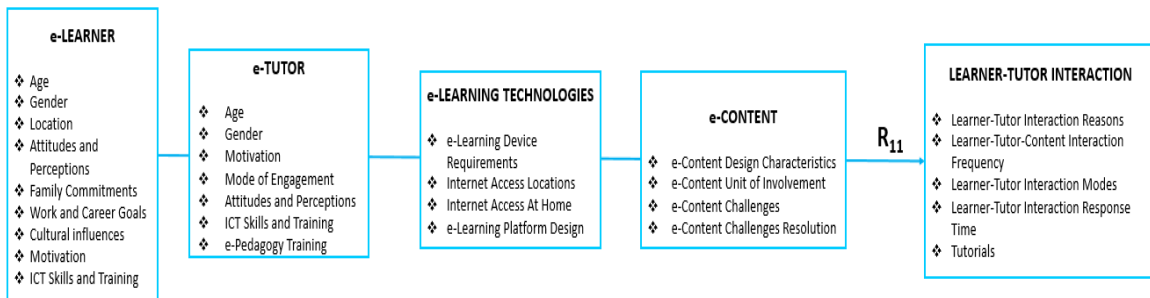 e-LEARNER
❖ Age
❖ Gender
❖ Location
❖ Attitudes and
Perceptions
❖ Family Commitments
❖ Work and Career Goals
❖ Cultural influences
❖ Motivation
❖ ICT Skills and Training
e-TUTOR
❖ Age
❖ Gender
❖ Motivation
❖ Mode of Engagement
❖ Attitudes and Perceptions
❖ ICT Skills and Training
❖ e-Pedagogy Training
e-LEARNING TECHNOLOGIES
❖ e-Learning Device
Requirements
❖ Internet Access Locations
❖ Internet Access At Home
❖ e-Learning Platform Design
e-CONTENT
❖ e-Content Design Characteristics
❖ e-Content Unit of Involvement
❖ e-Content Challenges
❖ e-Content Challenges Resolution
R11
LEARNER-TUTOR INTERACTION
❖ Learner-Tutor Interaction Reasons
❖ Learner-Tutor-Content Interaction
Frequency
❖ Learner-Tutor Interaction Modes
❖ Learner-Tutor Interaction Response
Time
❖ Tutorials